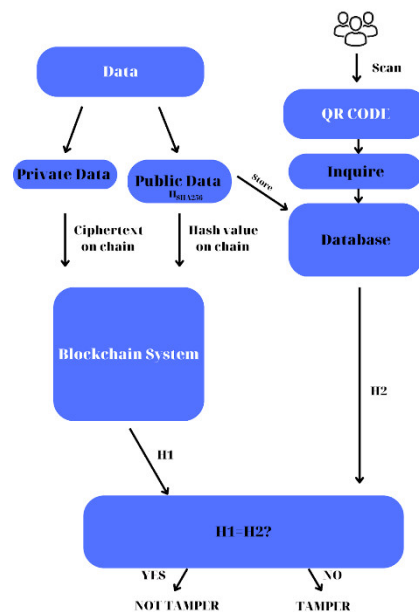 Scan
Data
QR CODE
Private Data
Public Data
HSHA256
Store
Inquire
Ciphertext
on chain
Hash value
on chain
Database
Blockchain System
H2
H1
H1=H2?
YES
NO
NOT TAMPER
TAMPER